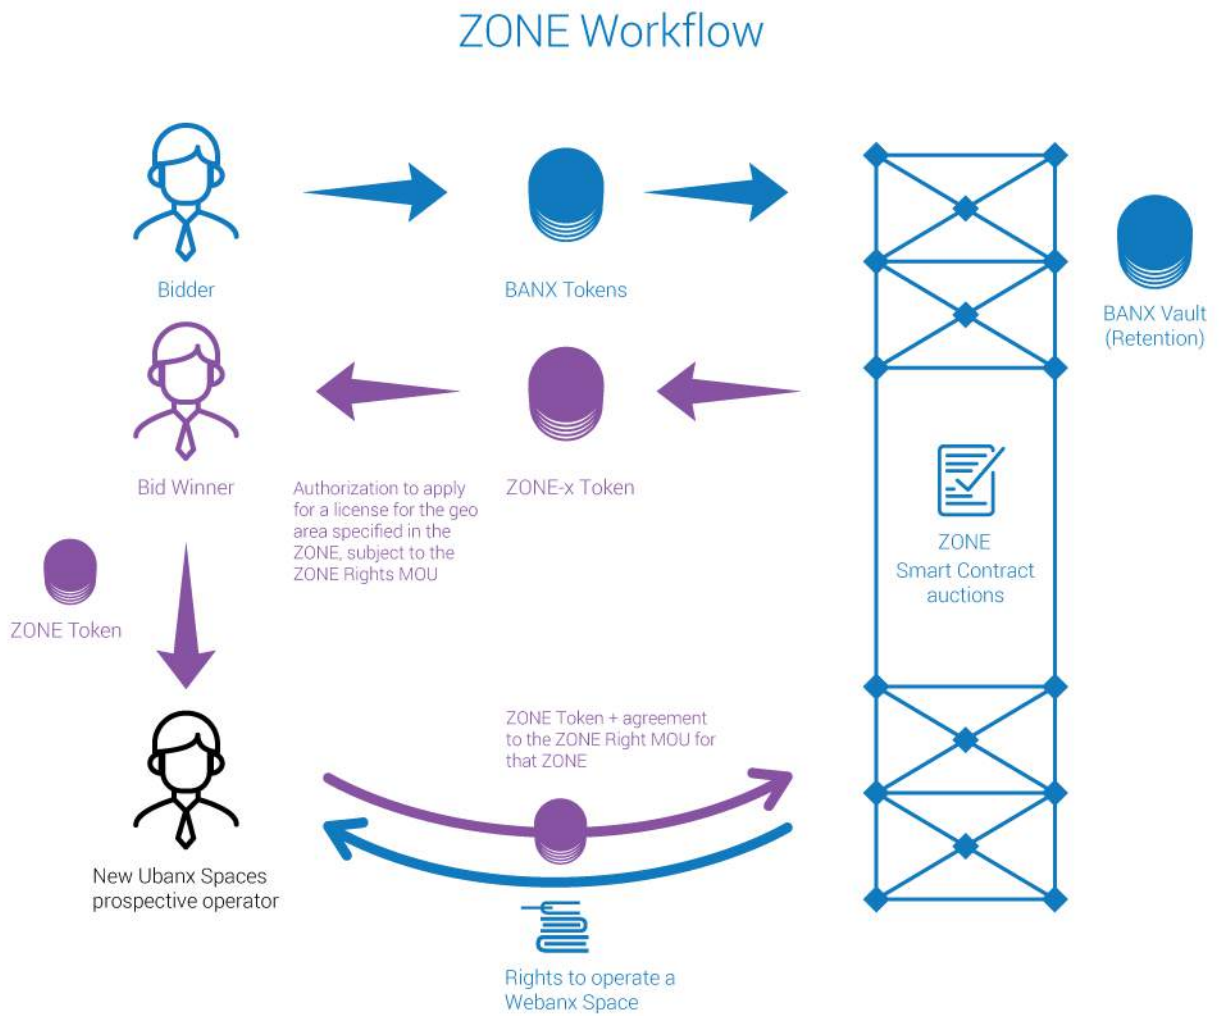 ZONE Workflow
Bidder
BANX Tokens
BANX Vault
(Retention)
Bid Winner
Authorization to apply
for a license for the geo
area specified in the
ZONE, subject to the
ZONE Rights MOU
ZONE-x Token
ZONE
Smart Contract
auctions
ZONE Token
ZONE Token + agreement
to the ZONE Right MOU for
that ZONE
New Ubanx Spaces
prospective operator
Rights to operate a
Webanx Space